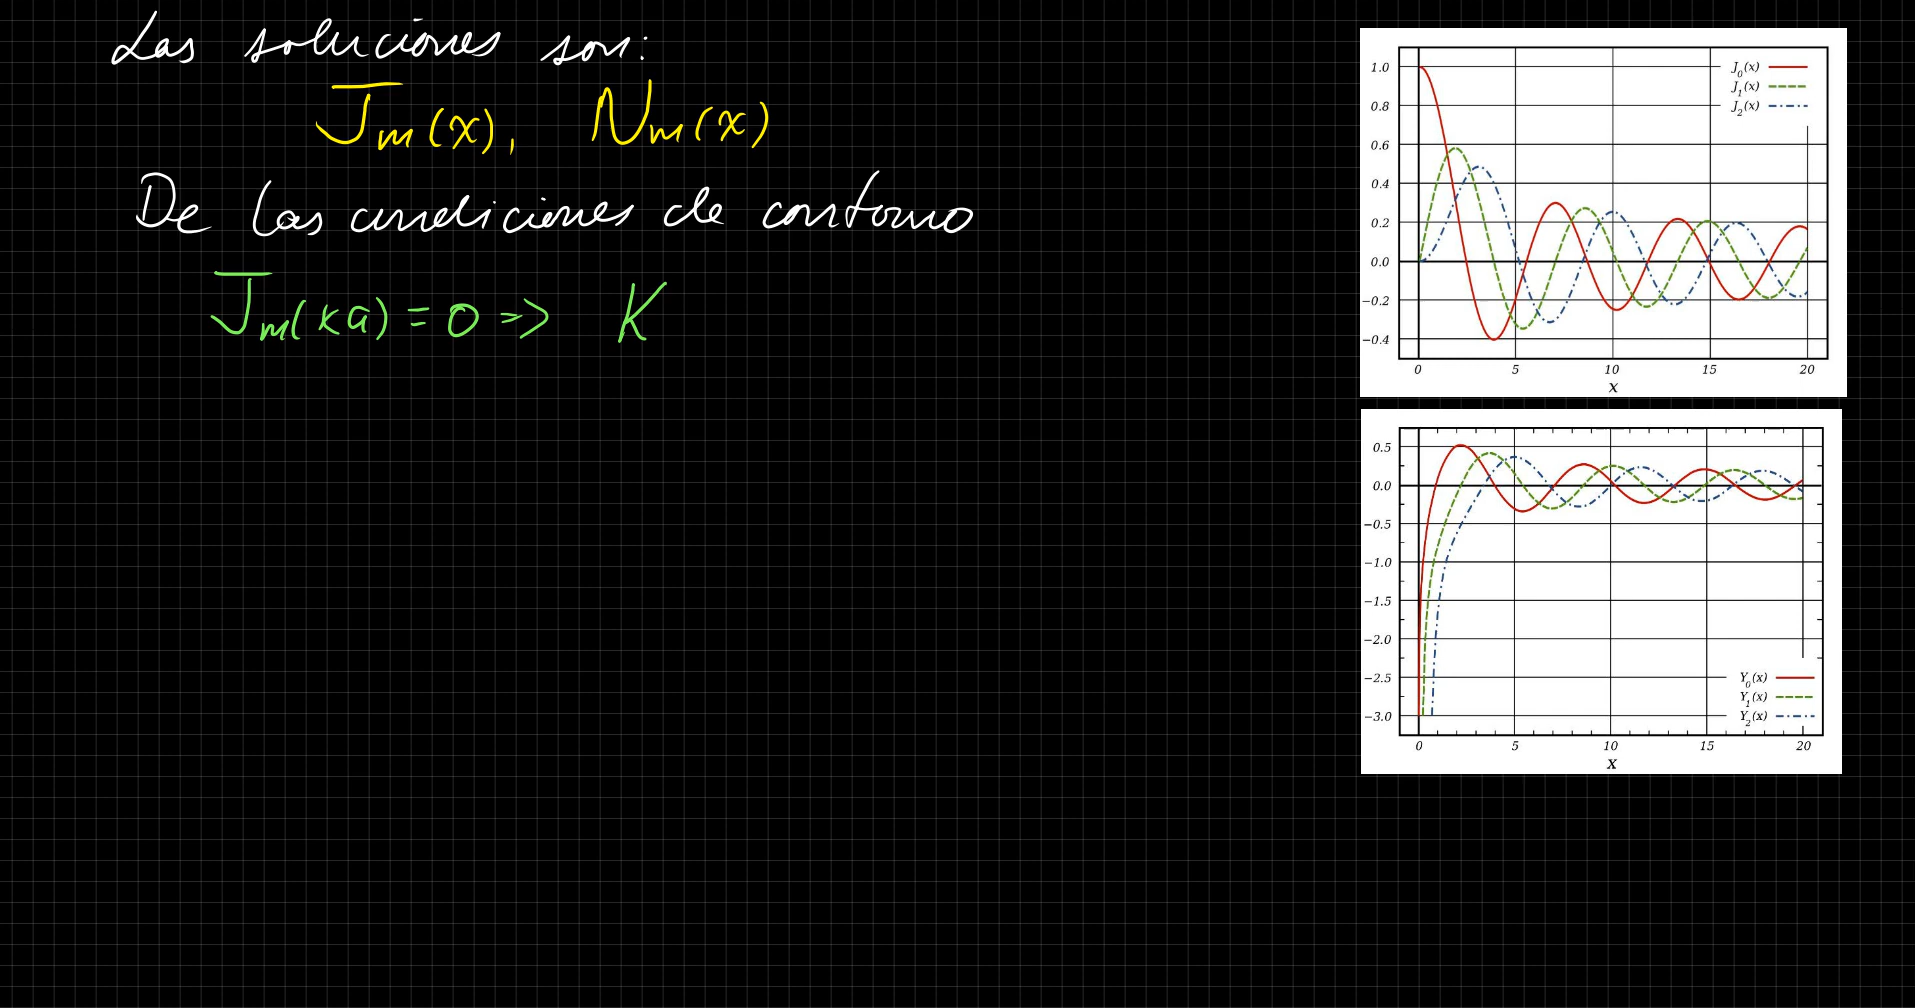 Las soluciones son:
Jm(x), Nm(x)
De las condiciones de contorno
Jm(ka) = 0 => K
1.0
0.8
0.6
0.4
0.2
0.0
−0.2
−0.4
0 5 10 15 20
x
J0(x)
J1(x)
J2(x)
0.5
0.0
−0.5
−1.0
−1.5
−2.0
−2.5
−3.0
0 5 10 15 20
x
Y0(x)
Y1(x)
Y2(x)